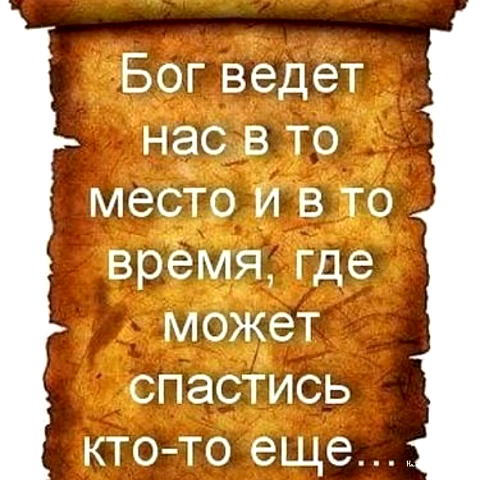 Бог ведет
нас в то
место и в то
время, где
может
спастись
кто-то еще...